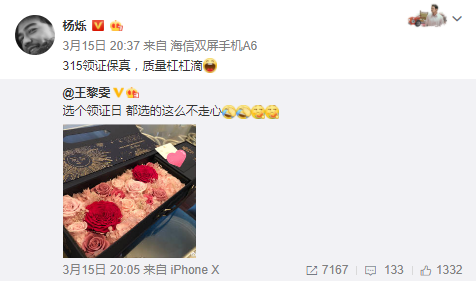 杨烁
3月15日 20:37 来自 海信双屏手机A6
315领证保真，质量杠杠滴
@王黎雯
选个领证日 都选的这么不走心
3月15日 20:05 来自 iPhone X
7167 133 1332